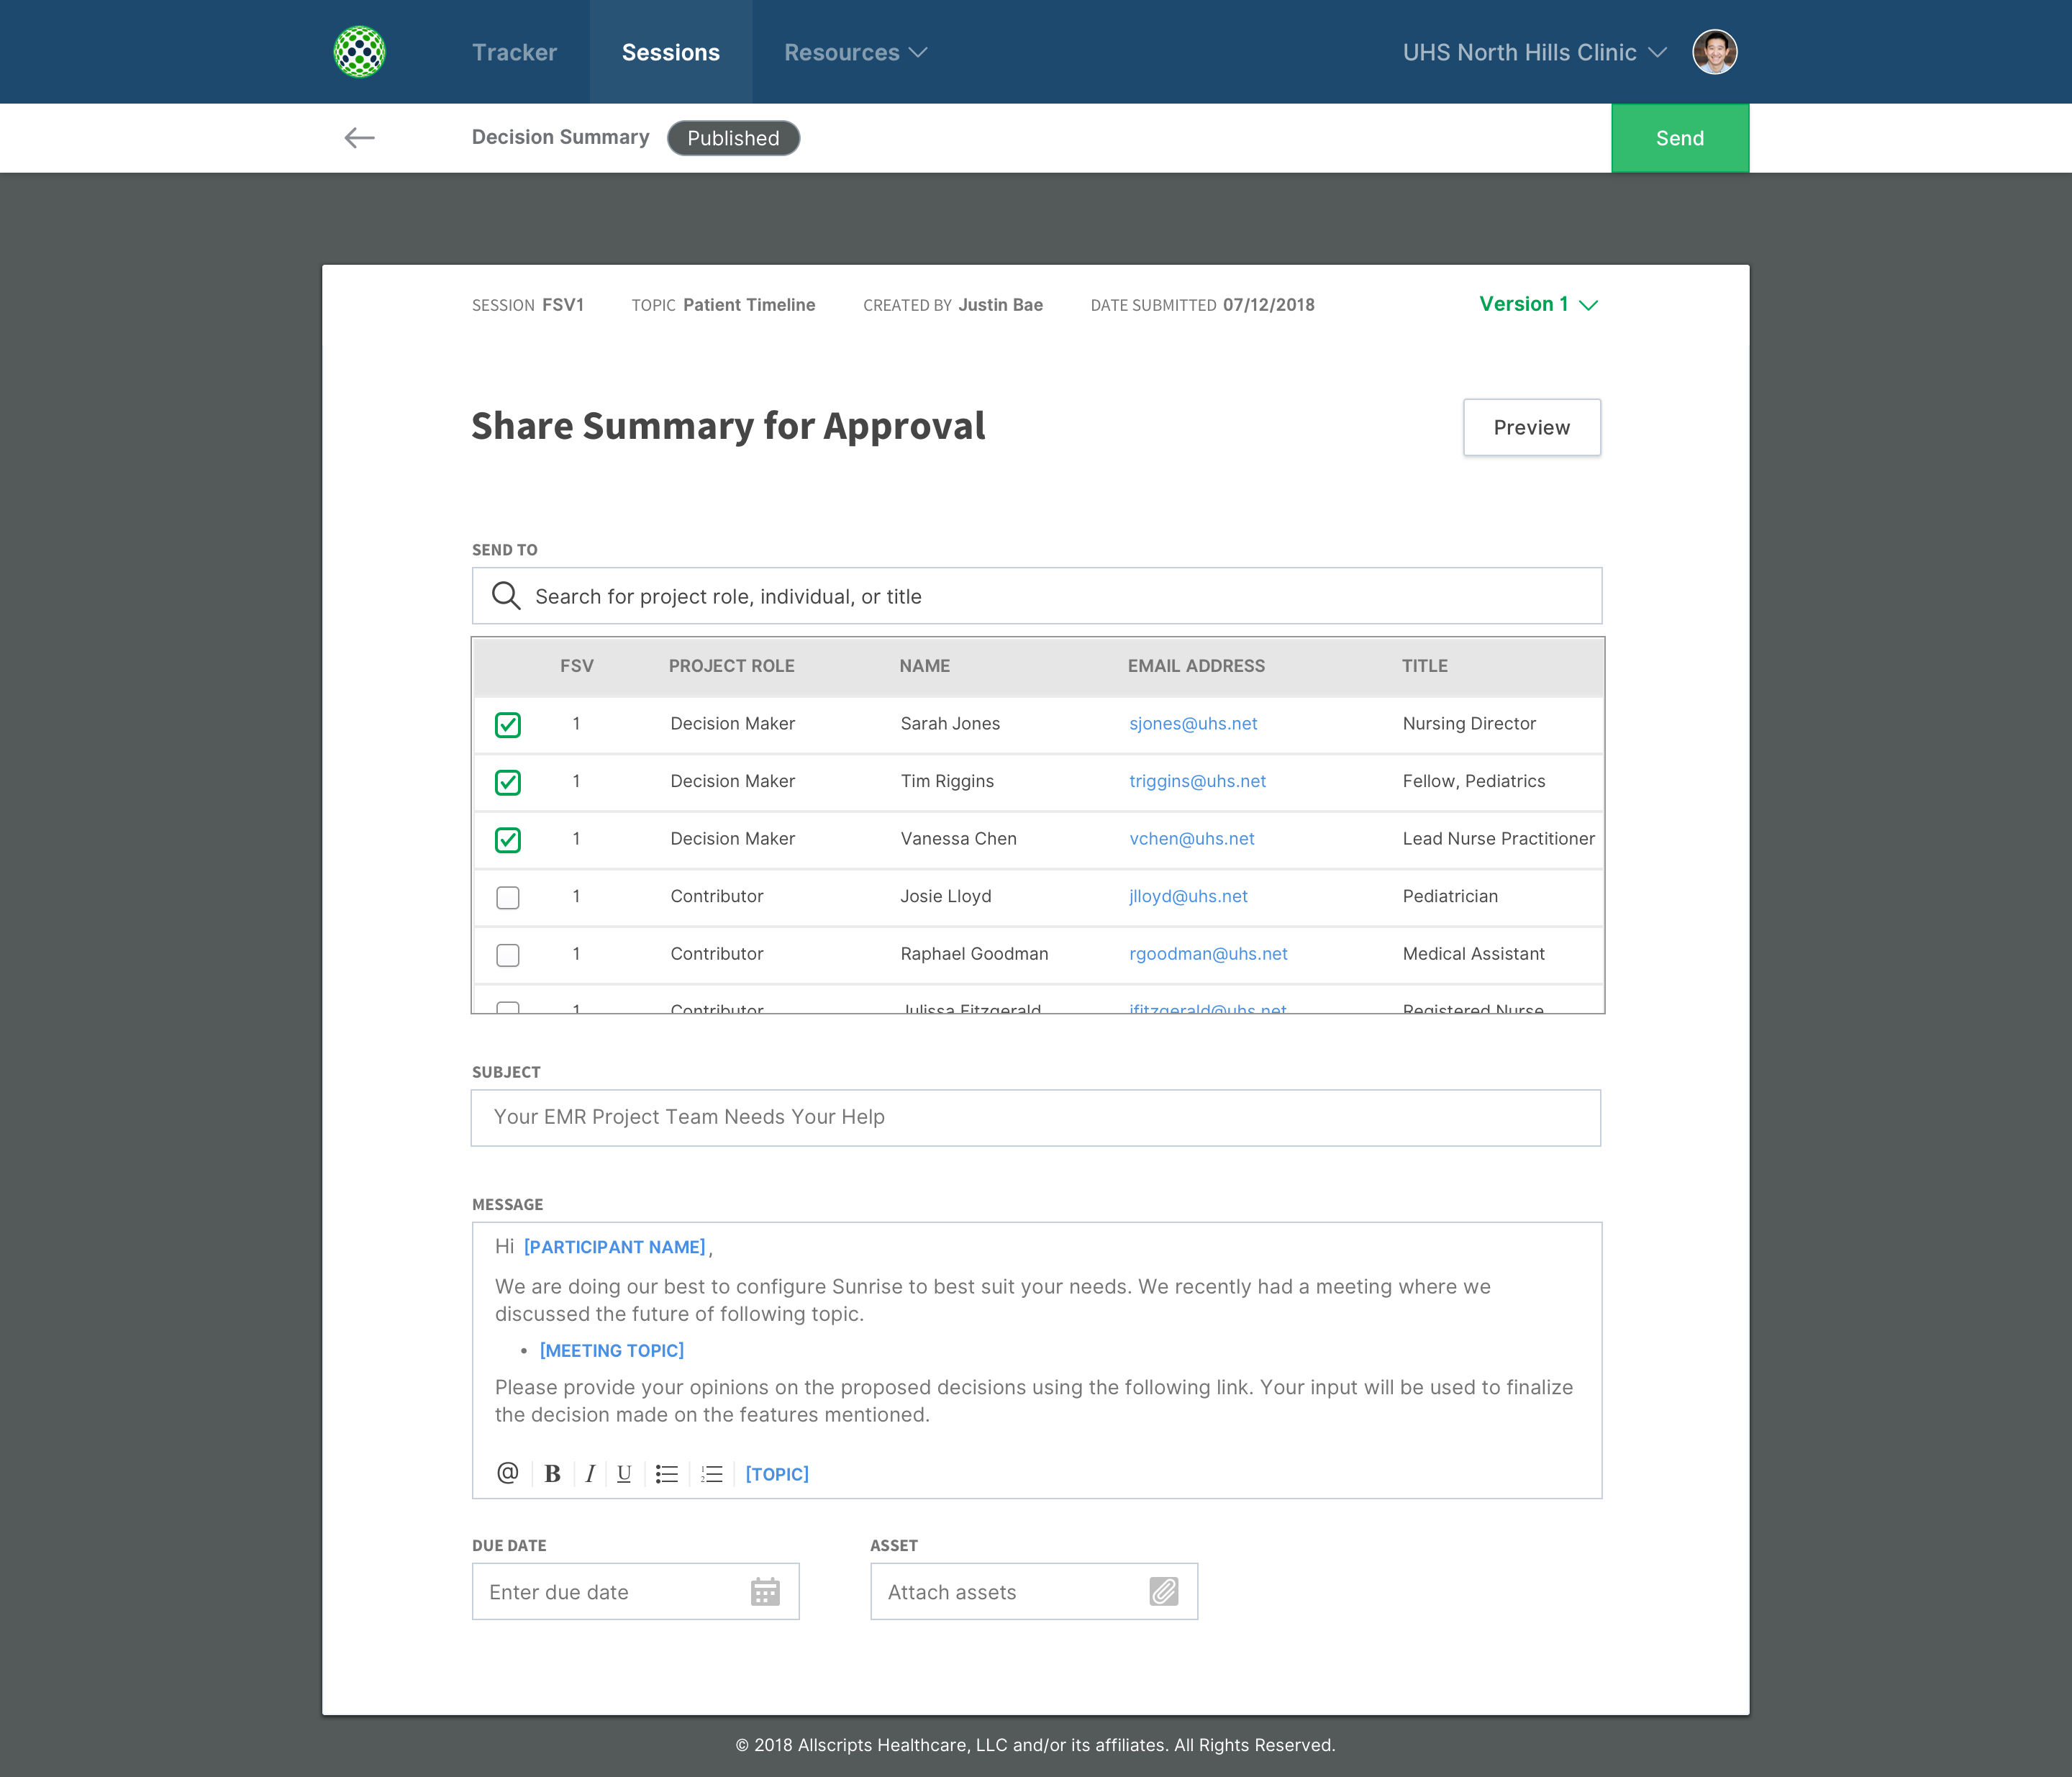 Tracker Sessions Resources UHS North Hills Clinic
Decision Summary Published Send
SESSION FSV1 TOPIC Patient Timeline CREATED BY Justin Bae DATE SUBMITTED 07/12/2018 Version 1
Share Summary for Approval Preview
SEND TO
Search for project role, individual, or title
FSV PROJECT ROLE NAME EMAIL ADDRESS TITLE
1 Decision Maker Sarah Jones sjones@uhs.net Nursing Director
1 Decision Maker Tim Riggins triggins@uhs.net Fellow, Pediatrics
1 Decision Maker Vanessa Chen vchen@uhs.net Lead Nurse Practitioner
1 Contributor Josie Lloyd jlloyd@uhs.net Pediatrician
1 Contributor Raphael Goodman rgoodman@uhs.net Medical Assistant
1 Contributor Julissa Fitzgerald jfitzgerald@uhs.net Registered Nurse
SUBJECT
Your EMR Project Team Needs Your Help
MESSAGE
Hi [PARTICIPANT NAME],
We are doing our best to configure Sunrise to best suit your needs. We recently had a meeting where we
discussed the future of following topic.
• [MEETING TOPIC]
Please provide your opinions on the proposed decisions using the following link. Your input will be used to finalize
the decision made on the features mentioned.
@ B I U [TOPIC]
DUE DATE ASSET
Enter due date Attach assets
© 2018 Allscripts Healthcare, LLC and/or its affiliates. All Rights Reserved.